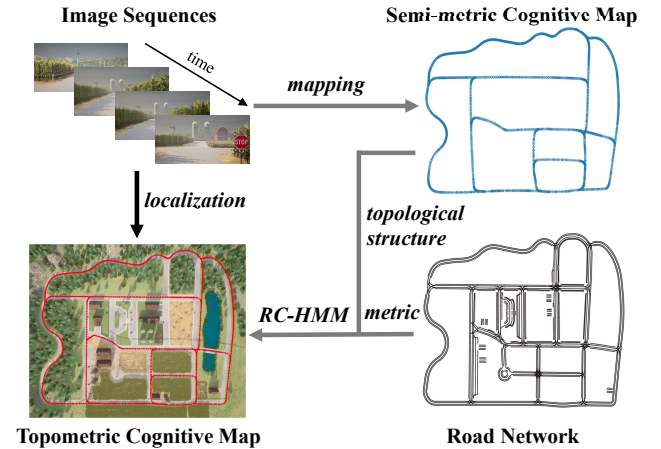 Image Sequences
Semi-metric Cognitive Map
time
mapping
STOP
localization
topological
structure
RC-HMM
metric
Topometric Cognitive Map
Road Network